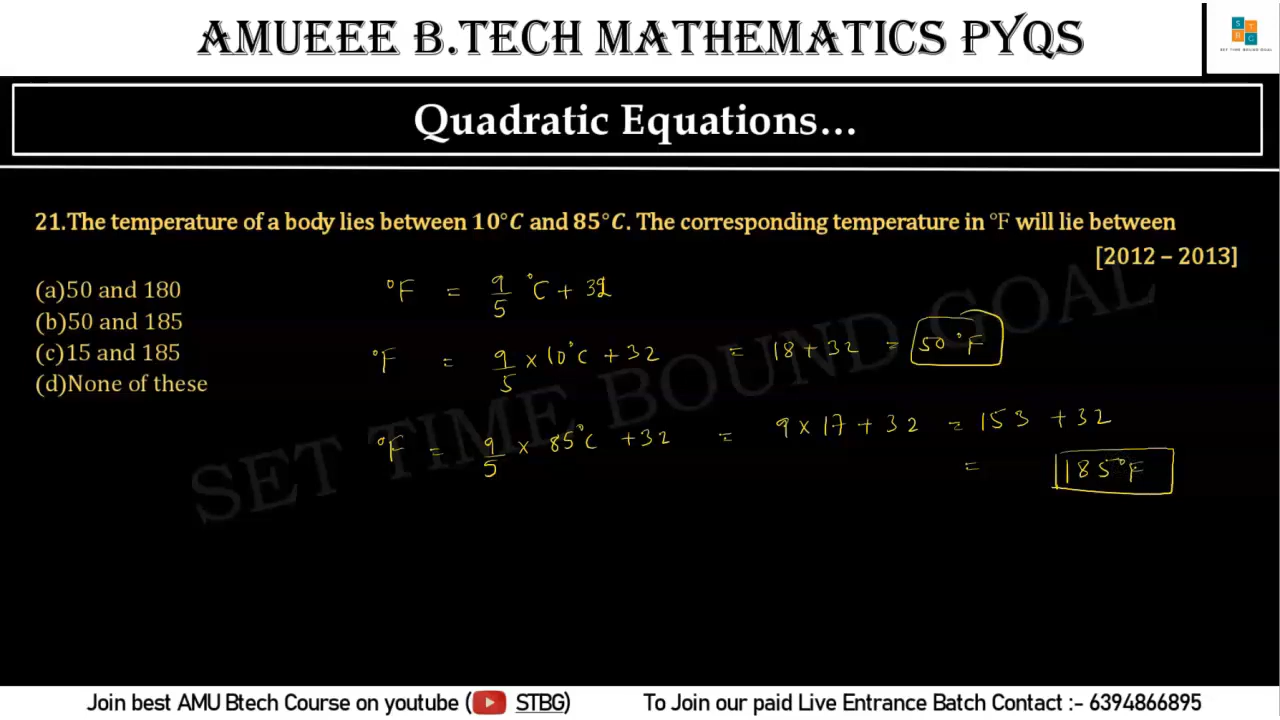 AMUEEE B.TECH MATHEMATICS PYQS
S T B C
SET TIME BOUND GOAL
Quadratic Equations...
21.The temperature of a body lies between 10°C and 85°C. The corresponding temperature in °F will lie between
[2012 – 2013]
(a)50 and 180
(b)50 and 185
(c)15 and 185
(d)None of these
°F = 9/5 °C + 32
°F = 9/5 × 10°C + 32 = 18 + 32 = 50°F
°F = 9/5 × 85°C + 32 = 9 × 17 + 32 = 153 + 32
= 185°F
SET TIME BOUND GOAL
Join best AMU Btech Course on youtube ( STBG) To Join our paid Live Entrance Batch Contact :- 6394866895